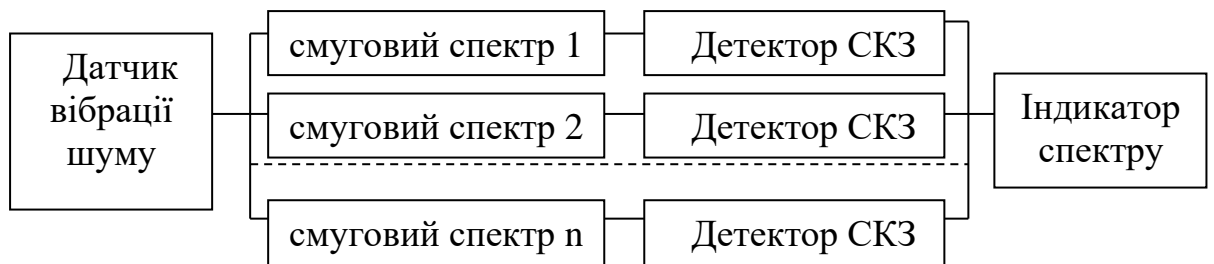 Датчик
вібрації
шуму
смуговий спектр 1
Детектор СКЗ
смуговий спектр 2
Детектор СКЗ
смуговий спектр n
Детектор СКЗ
Індикатор
спектру